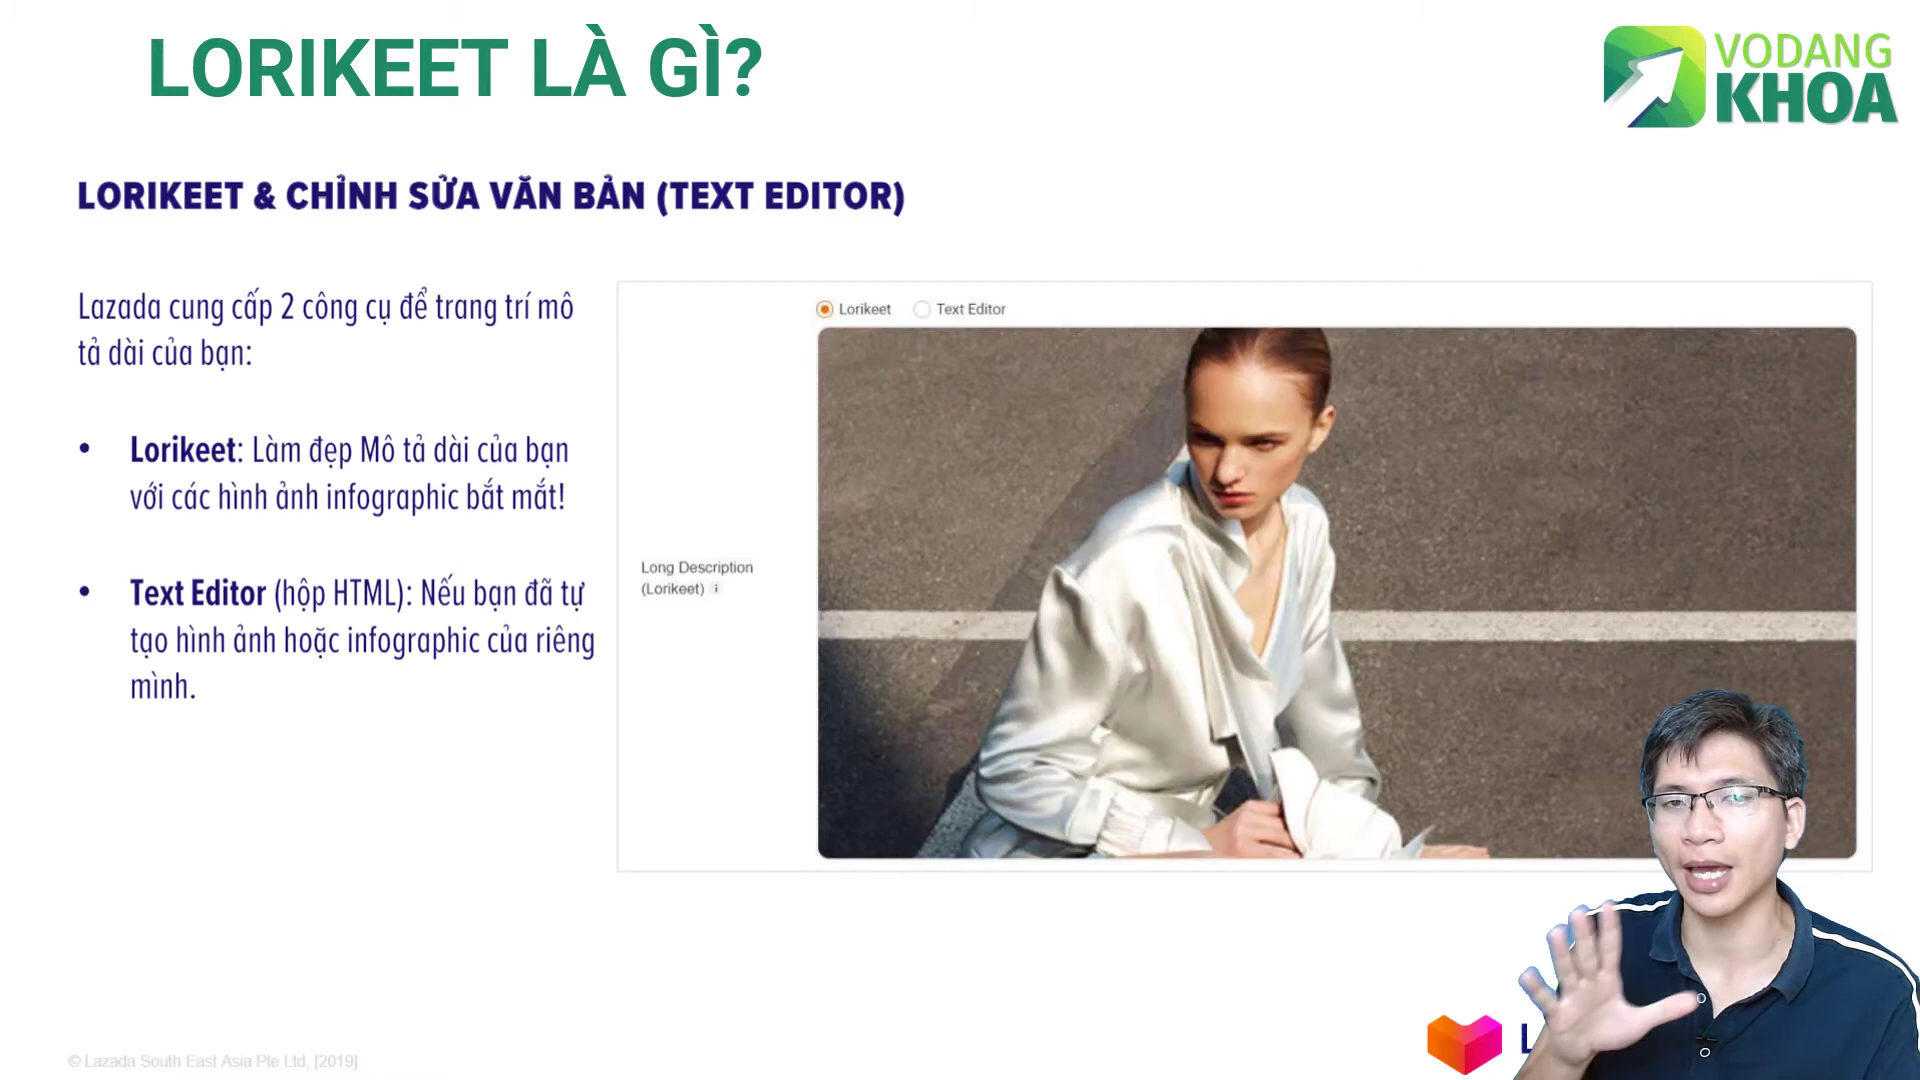 LORIKEET LÀ GÌ?
VODANG
KHOA
LORIKEET & CHỈNH SỬA VĂN BẢN (TEXT EDITOR)
Lazada cung cấp 2 công cụ để trang trí mô
tả dài của bạn:
• Lorikeet: Làm đẹp Mô tả dài của bạn
với các hình ảnh infographic bắt mắt!
• Text Editor (hộp HTML): Nếu bạn đã tự
tạo hình ảnh hoặc infographic của riêng
mình.
Lorikeet Text Editor
Long Description
(Lorikeet)
© Lazada South East Asia Pte Ltd, [2019]
L